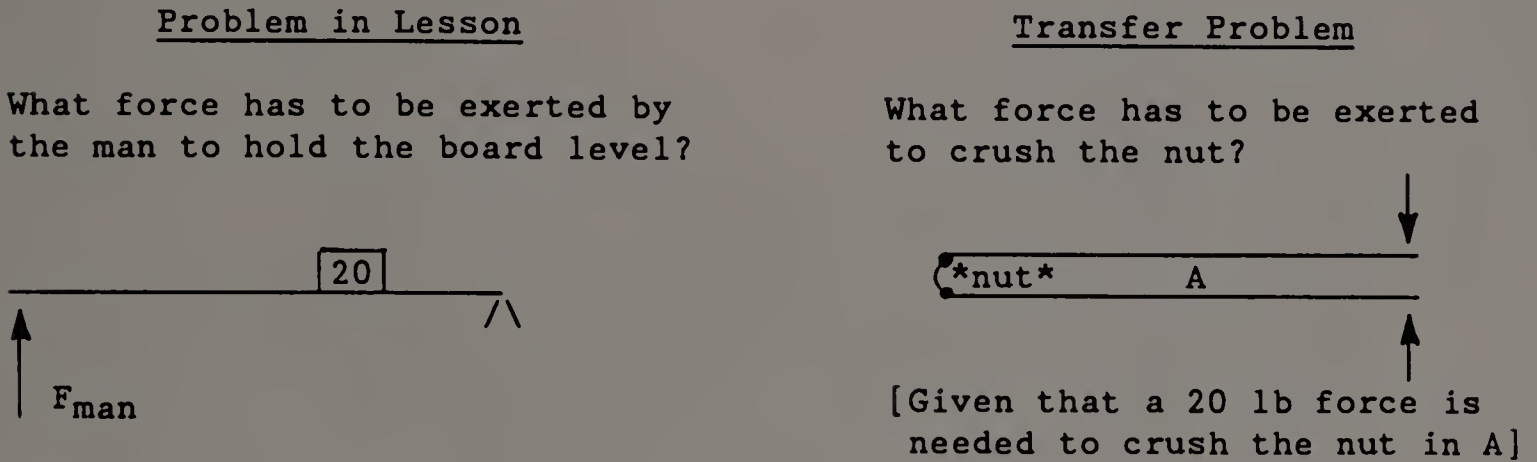 Problem in Lesson
What force has to be exerted by
the man to hold the board level?
20
Fman
Transfer Problem
What force has to be exerted
to crush the nut?
*nut* A
[Given that a 20 lb force is
needed to crush the nut in A]